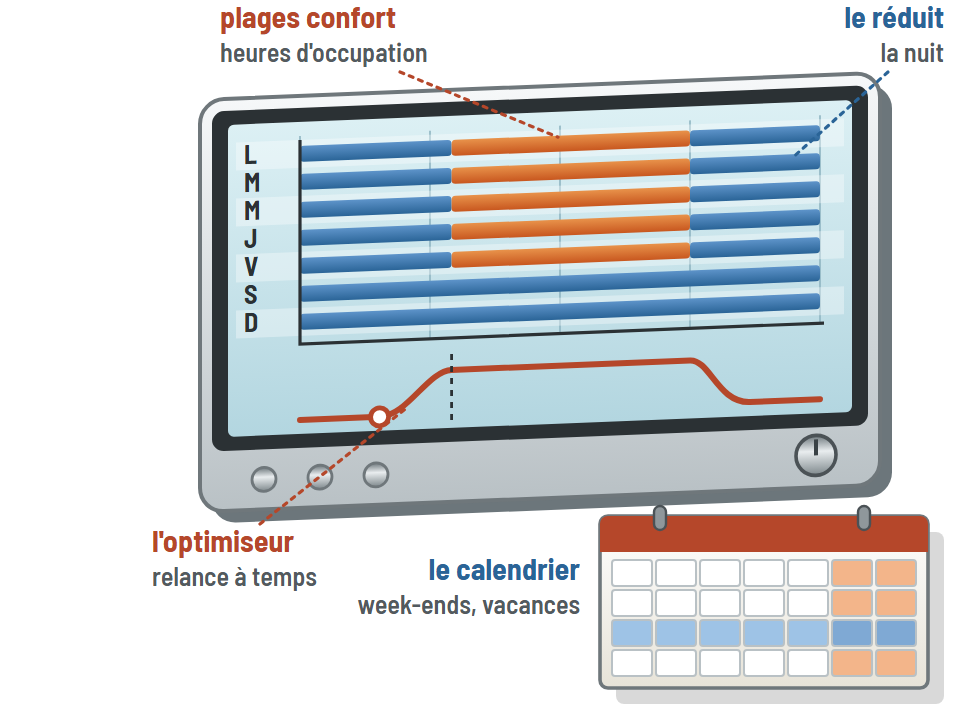 plages confort
heures d'occupation
le réduit
la nuit
L
M
M
J
V
S
D
l'optimiseur
relance à temps
le calendrier
week-ends, vacances